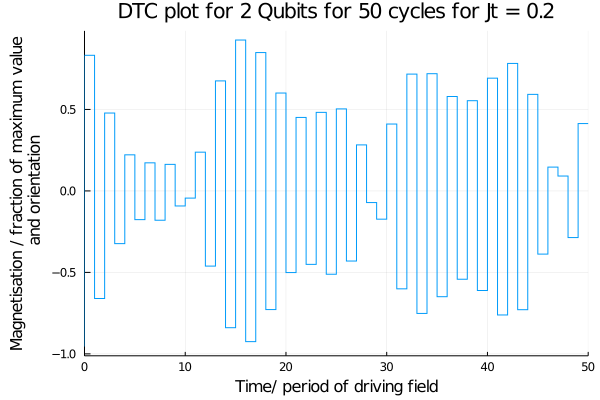 DTC plot for 2 Qubits for 50 cycles for Jt = 0.2
Magnetisation / fraction of maximum value
and orientation
0.5
0.0
−0.5
−1.0
0 10 20 30 40 50
Time/ period of driving field